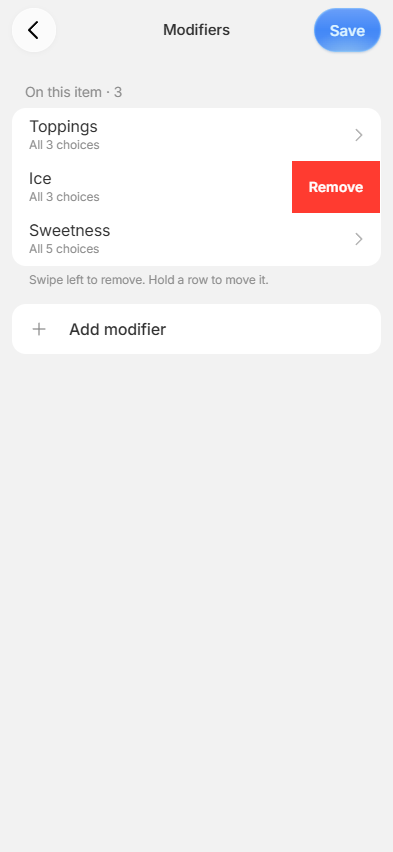 Modifiers
Save
On this item · 3
Toppings
All 3 choices
Ice
All 3 choices
Remove
Sweetness
All 5 choices
Swipe left to remove. Hold a row to move it.
Add modifier